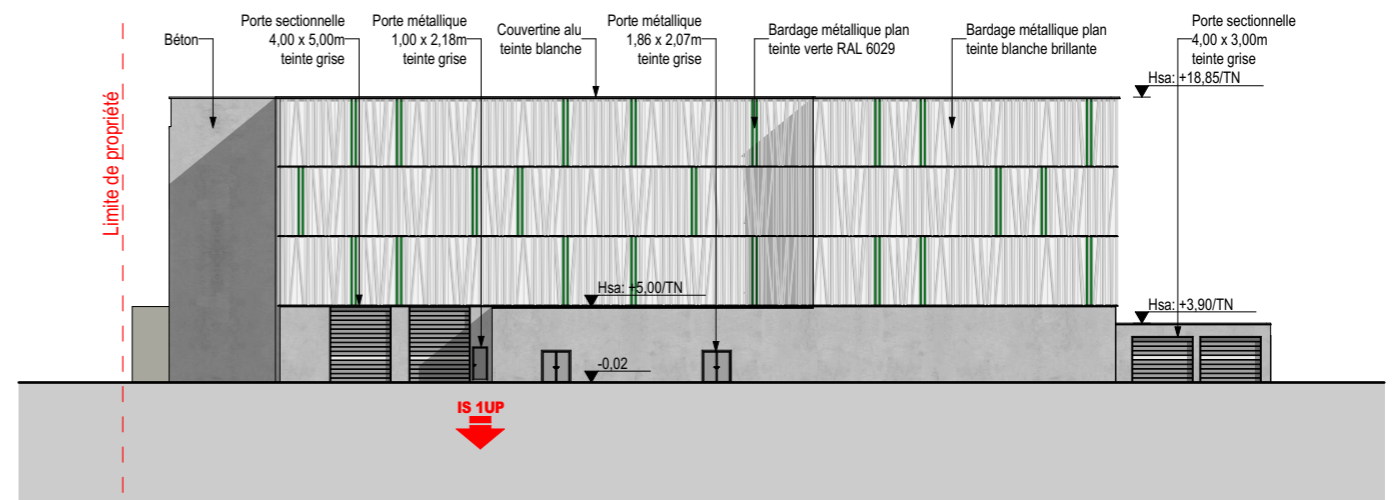 Béton
Porte sectionnelle
4,00 x 5,00m
teinte grise
Porte métallique
1,00 x 2,18m
teinte grise
Couvertine alu
teinte blanche
Porte métallique
1,86 x 2,07m
teinte grise
Bardage métallique plan
teinte verte RAL 6029
Bardage métallique plan
teinte blanche brillante
Porte sectionnelle
4,00 x 3,00m
teinte grise
Hsa: +18,85/TN
Limite de propriété
Hsa: +5,00/TN
Hsa: +3,90/TN
-0,02
IS 1UP